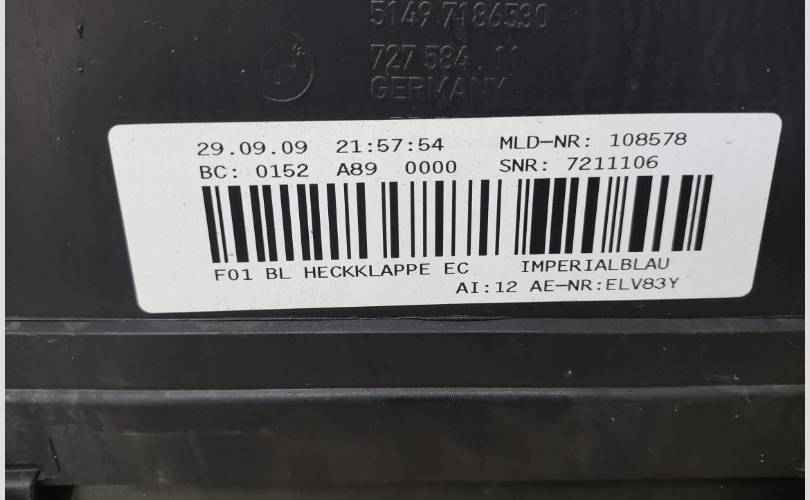 5149 7186530
727 584 . 11
GERMANY
29.09.09 21:57:54 MLD-NR: 108578
BC: 0152 A89 0000 SNR: 7211106
F01 BL HECKKLAPPE EC IMPERIALBLAU
AI:12 AE-NR:ELV83Y